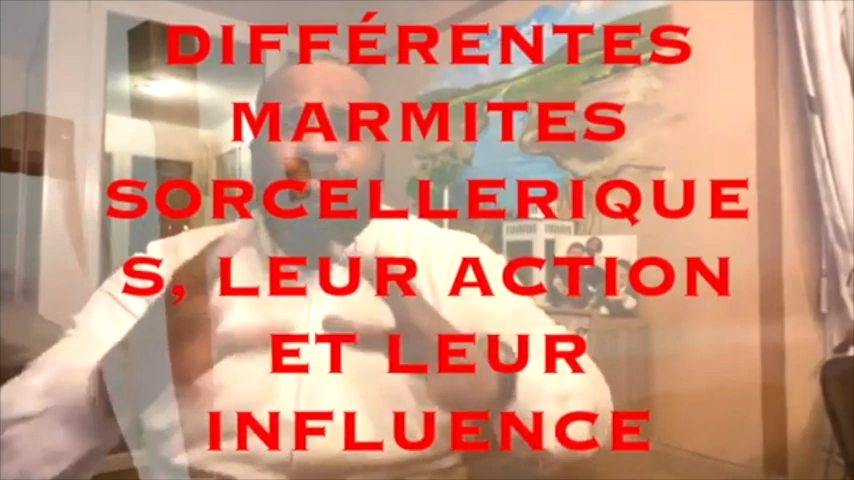 DIFFÉRENTES
MARMITES
SORCELLERIQUE
S, LEUR ACTION
ET LEUR
INFLUENCE